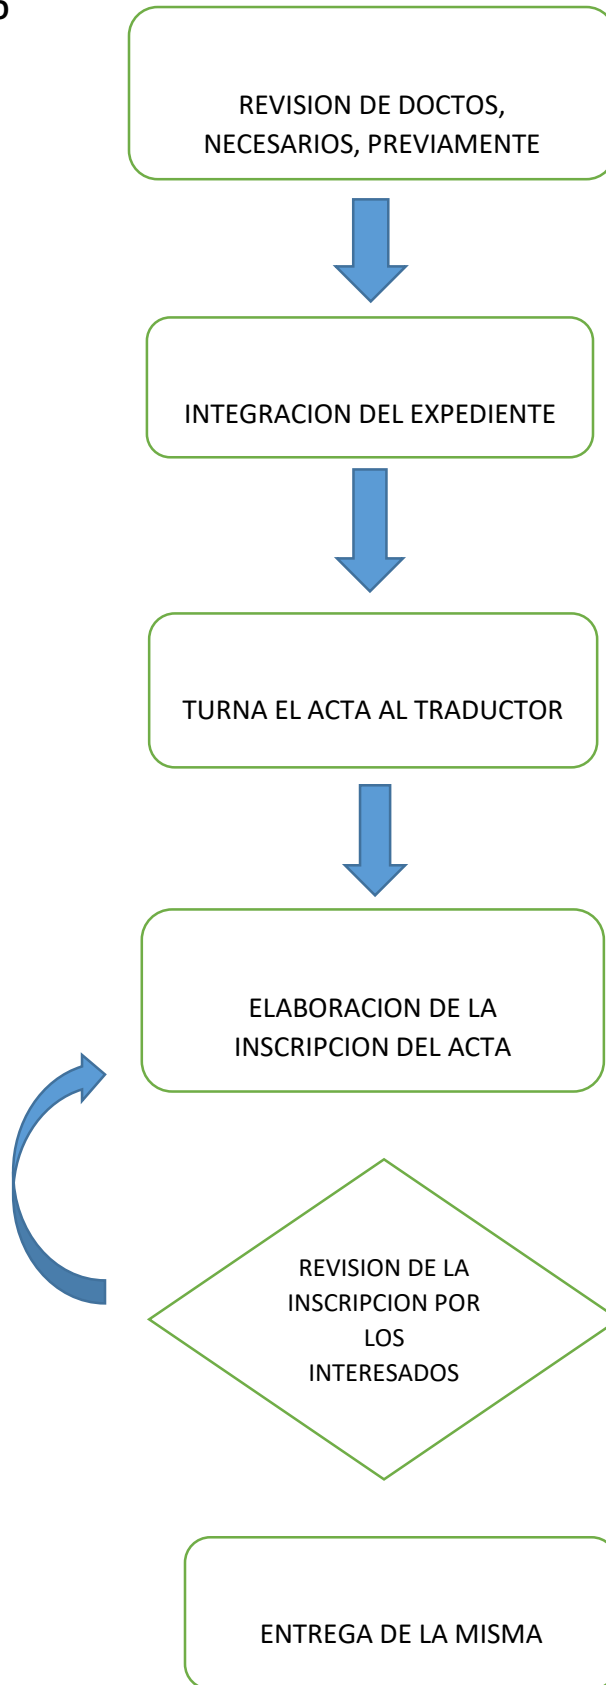 REVISION DE DOCTOS,
NECESARIOS, PREVIAMENTE
INTEGRACION DEL EXPEDIENTE
TURNA EL ACTA AL TRADUCTOR
ELABORACION DE LA
INSCRIPCION DEL ACTA
REVISION DE LA
INSCRIPCION POR
LOS
INTERESADOS
ENTREGA DE LA MISMA